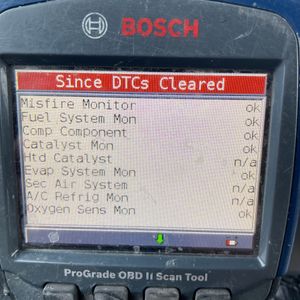 BOSCH
Since DTCs Cleared
Misfire Monitor ok
Fuel System Mon ok
Comp Component ok
Catalyst Mon ok
Htd Catalyst n/a
Evap System Mon ok
Sec Air System n/a
A/C Refrig Mon n/a
Oxygen Sens Mon ok
ProGrade OBD II Scan Tool